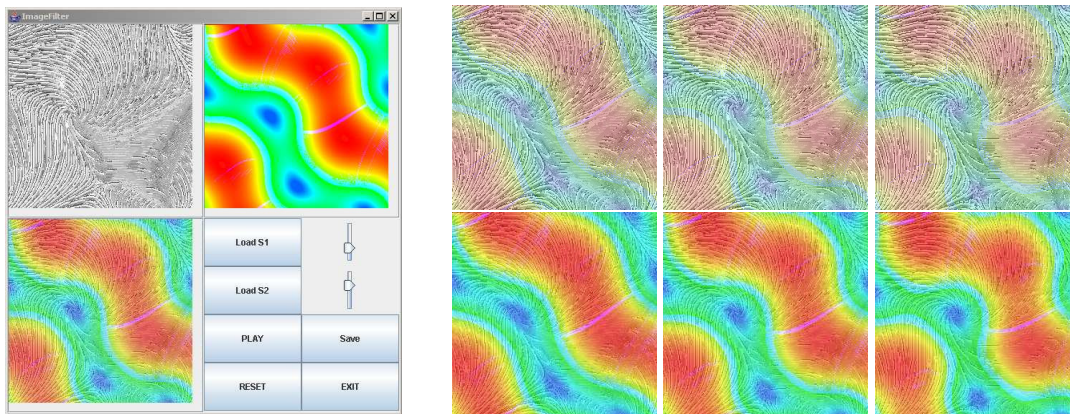 ImageFilter
Load S1
Load S2
PLAY Save
RESET EXIT